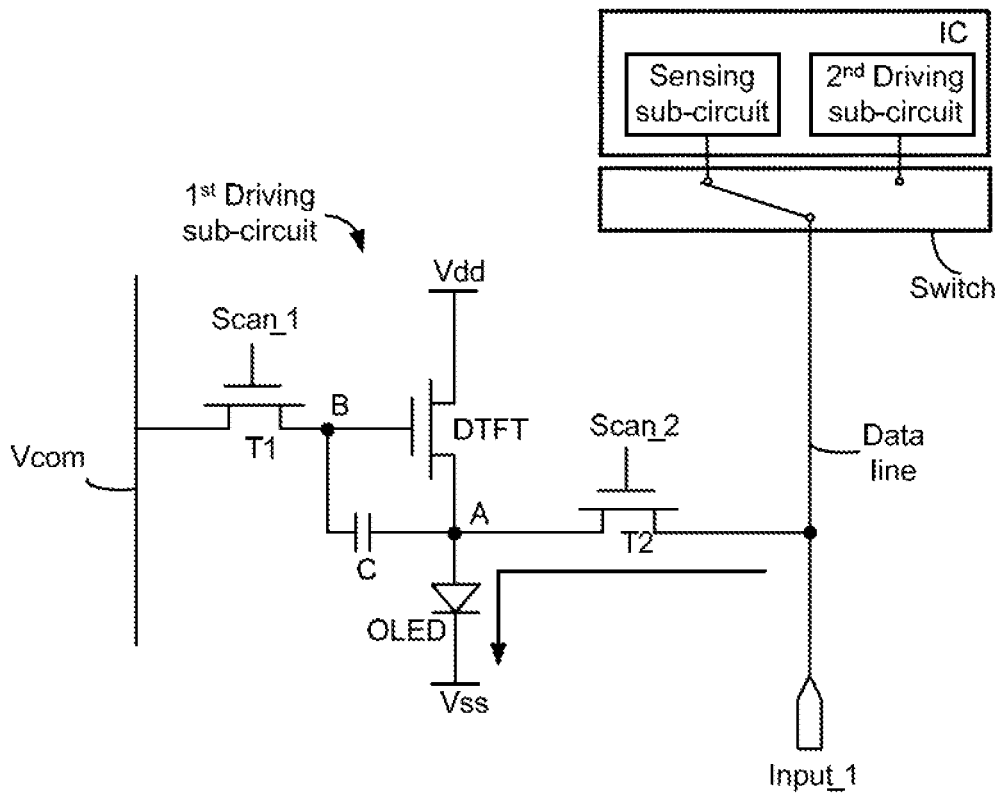 IC
Sensing
sub-circuit
2nd Driving
sub-circuit
1st Driving
sub-circuit
Switch
Vdd
Scan_1
B
DTFT
T1
Scan_2
Data
line
Vcom
A
T2
C
OLED
Vss
Input_1